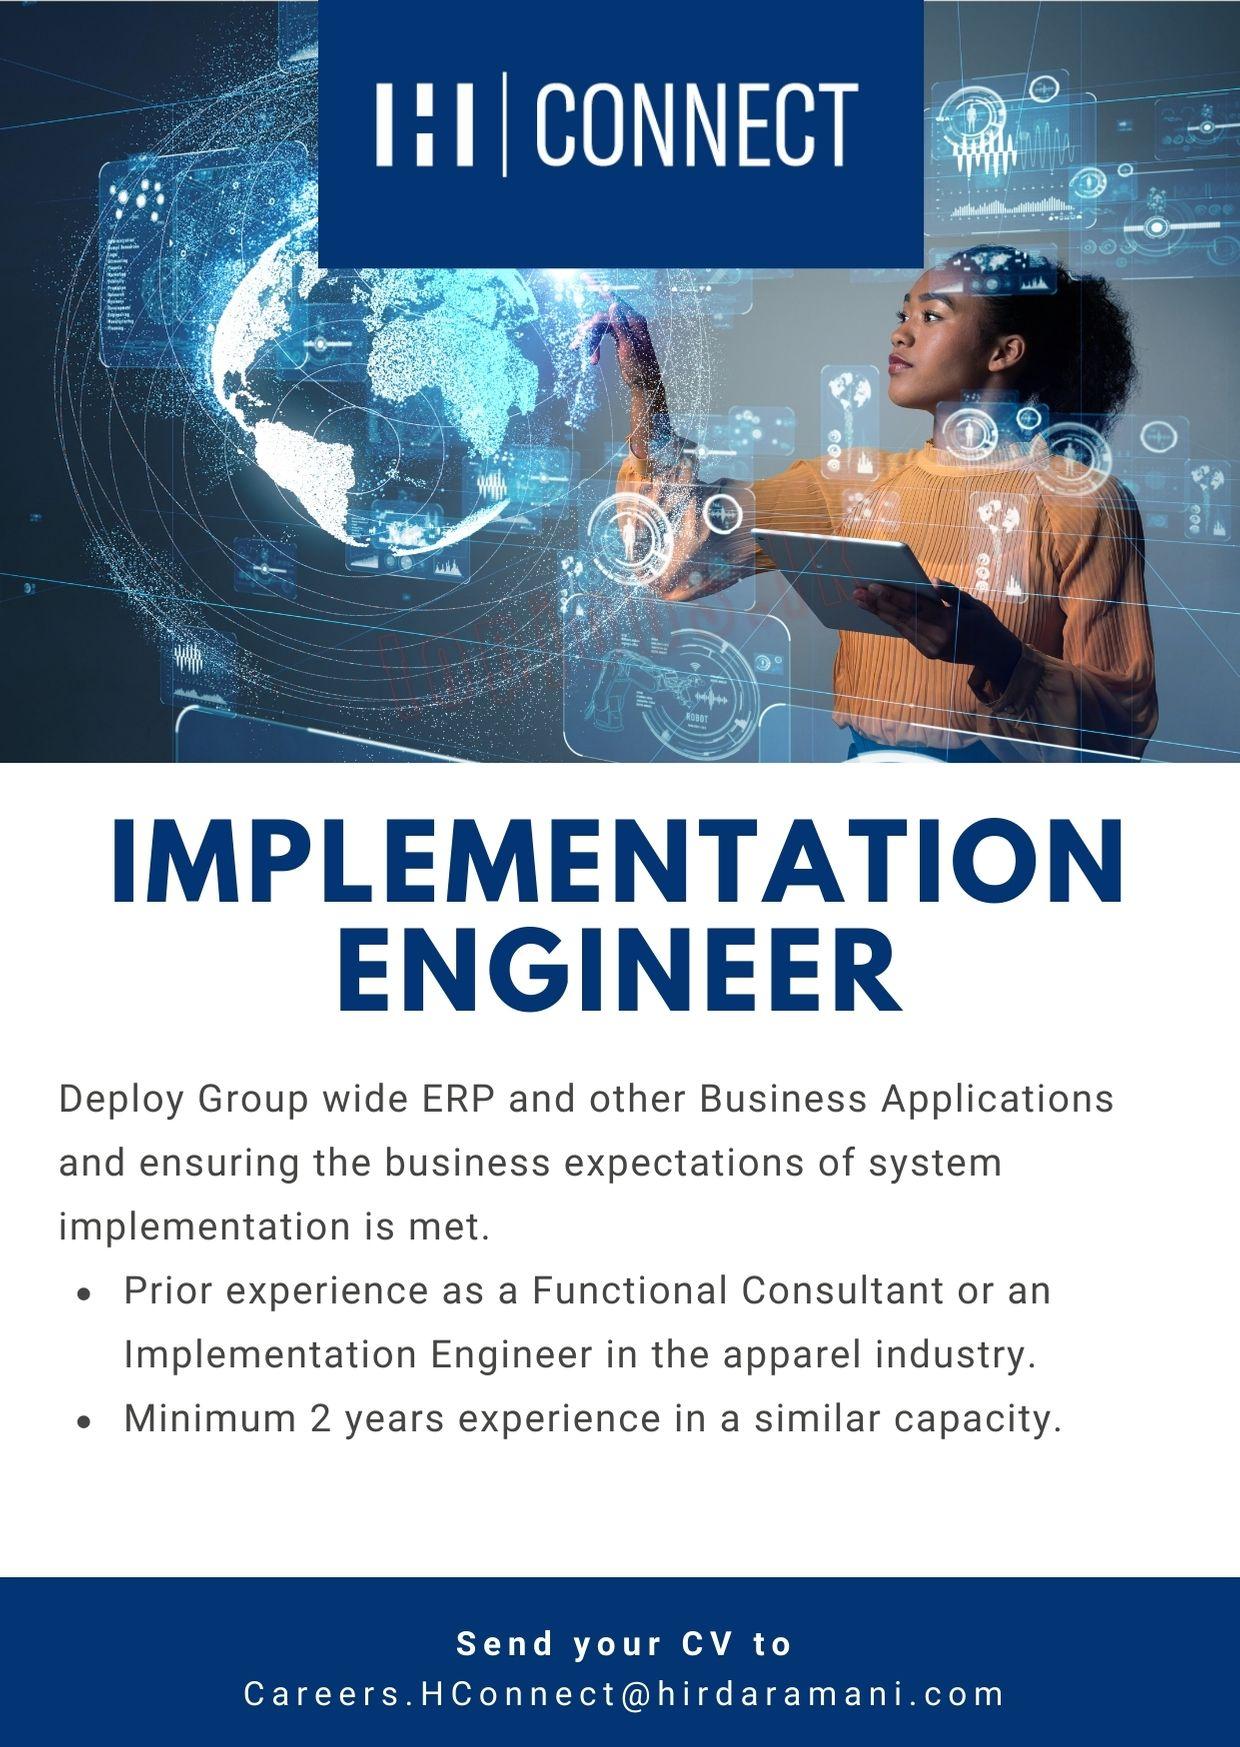 CONNECT
ROBOT
IMPLEMENTATION
ENGINEER
Deploy Group wide ERP and other Business Applications
and ensuring the business expectations of system
implementation is met.
• Prior experience as a Functional Consultant or an
Implementation Engineer in the apparel industry.
• Minimum 2 years experience in a similar capacity.
Send your CV to
Careers.HConnect@hirdaramani.com